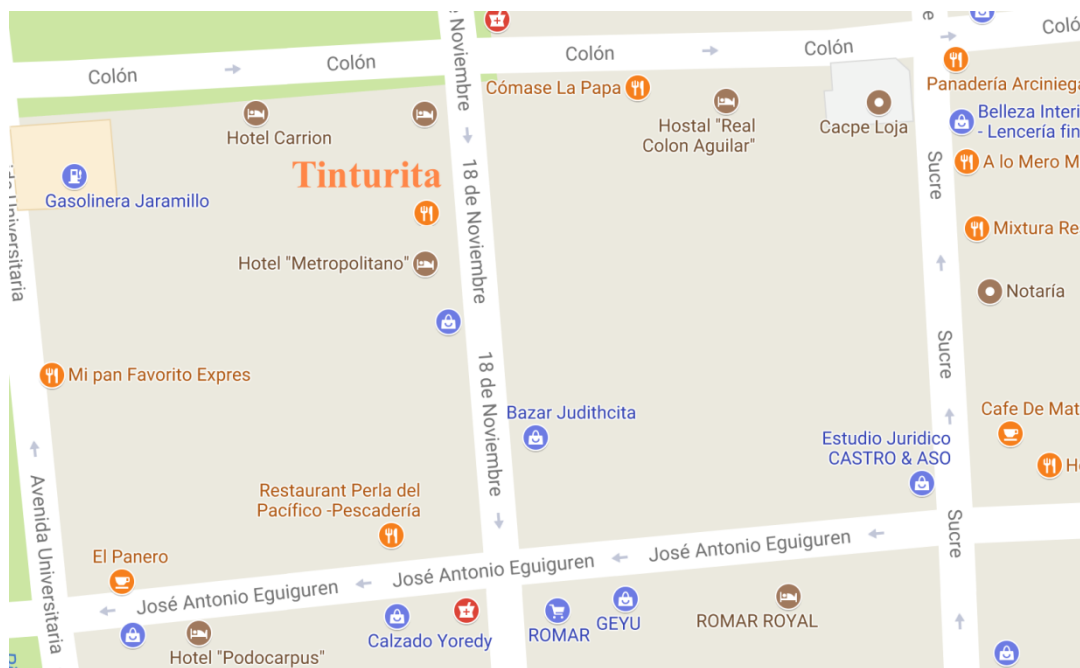 Noviembre
Sucre
Colón
Colón
Colón
Colón
Coló
Cómase La Papa
Panadería Arciniega
Hotel Carrion
Hostal "Real
Colon Aguilar"
Cacpe Loja
Belleza Interi
- Lencería fin
A lo Mero M
Tinturita
18 de Noviembre
Sucre
Gasolinera Jaramillo
Universitaria
Mixtura Re
Hotel "Metropolitano"
Notaría
Mi pan Favorito Expres
18 de Noviembre
Sucre
Bazar Judithcita
Cafe De Mat
Estudio Juridico
CASTRO & ASO
Restaurant Perla del
Pacífico -Pescadería
Avenida Universitaria
Sucre
El Panero
José Antonio Eguiguren
José Antonio Eguiguren
José Antonio Eguiguren
Calzado Yoredy
ROMAR
GEYU
ROMAR ROYAL
Hotel "Podocarpus"